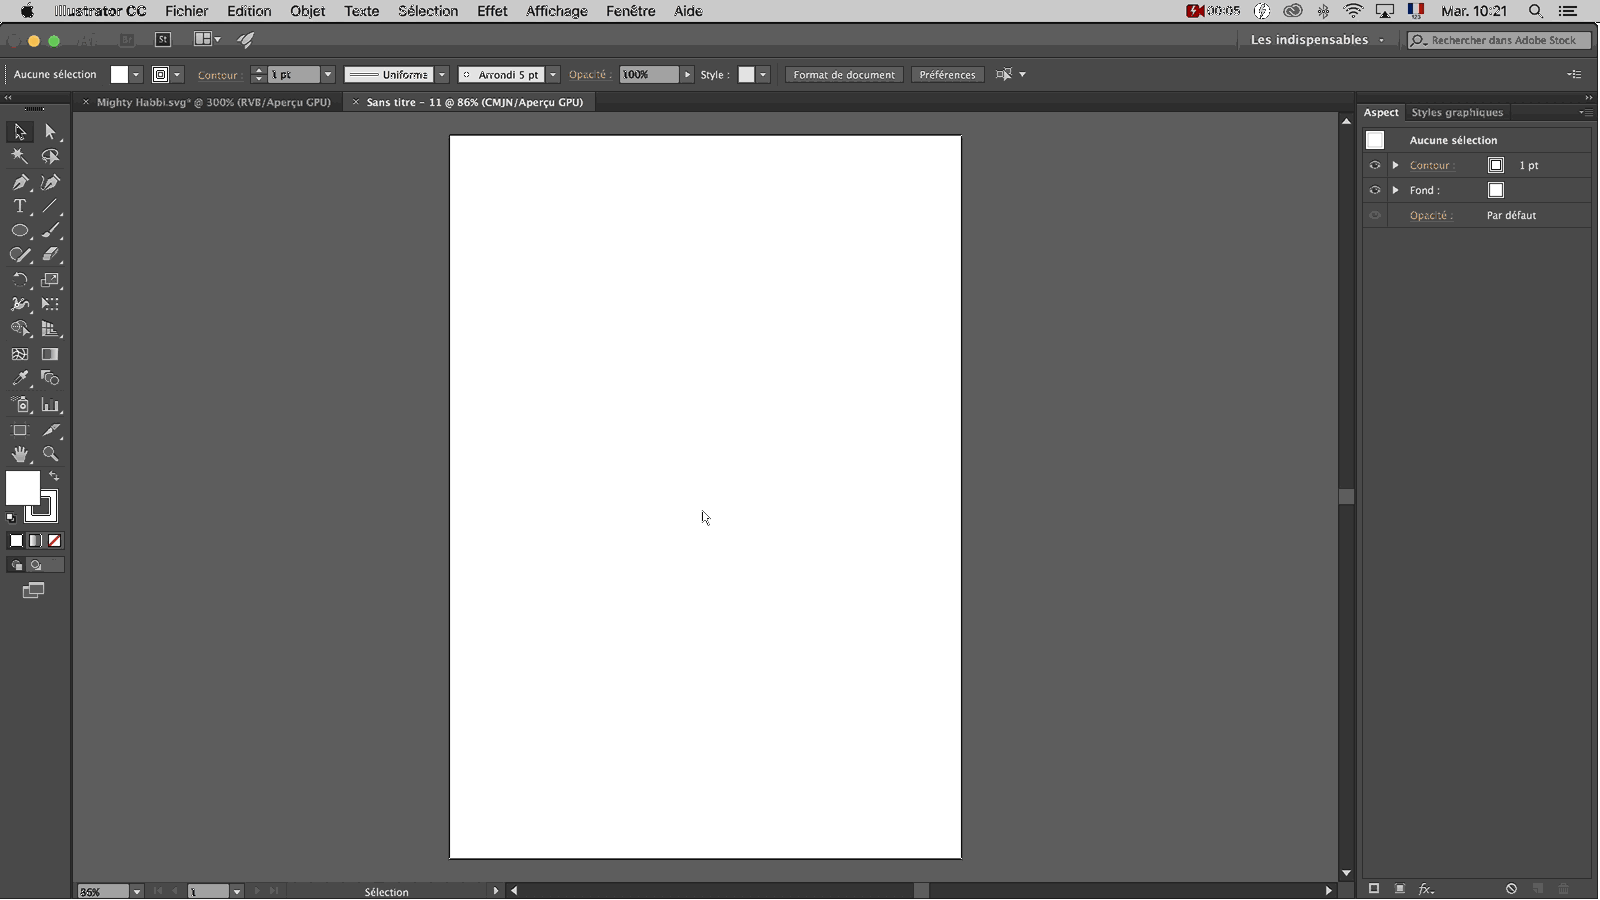 Illustrator CC Fichier Edition Objet Texte Sélection Effet Affichage Fenêtre Aide 00:05 123 Mar. 10:21
Ai Br St Les indispensables Rechercher dans Adobe Stock
Aucune sélection Contour : 1 pt Uniforme Arrondi 5 pt Opacité : 100% Style : Format de document Préférences
Mighty Habbi.svg* @ 300% (RVB/Aperçu GPU) Sans titre - 11 @ 86% (CMJN/Aperçu GPU)
Aspect Styles graphiques
Aucune sélection
Contour : 1 pt
Fond :
Opacité : Par défaut
T
86% 1 Sélection fx.